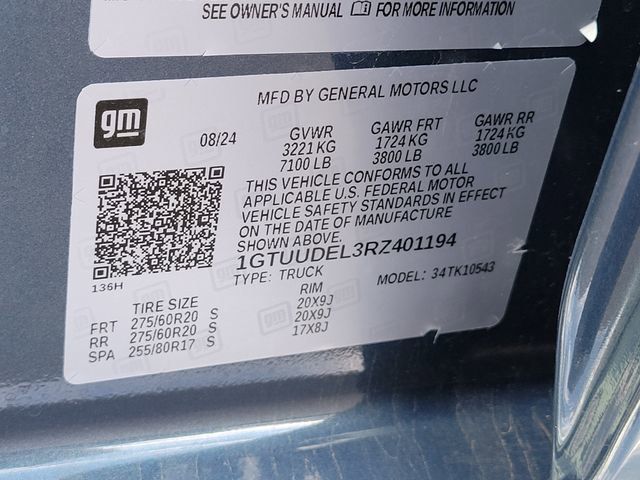 SEE OWNER'S MANUAL FOR MORE INFORMATION
MFD BY GENERAL MOTORS LLC
gm
08/24 GVWR GAWR FRT GAWR RR
3221 KG 1724 KG 1724 KG
7100 LB 3800 LB 3800 LB
THIS VEHICLE CONFORMS TO ALL
APPLICABLE U.S. FEDERAL MOTOR
VEHICLE SAFETY STANDARDS IN EFFECT
ON THE DATE OF MANUFACTURE
SHOWN ABOVE.
1GTUUDEL3RZ401194
TYPE: TRUCK MODEL: 34TK10543
136H
TIRE SIZE RIM
FRT 275/60R20 S 20X9J
RR 275/60R20 S 20X9J
SPA 255/80R17 S 17X8J